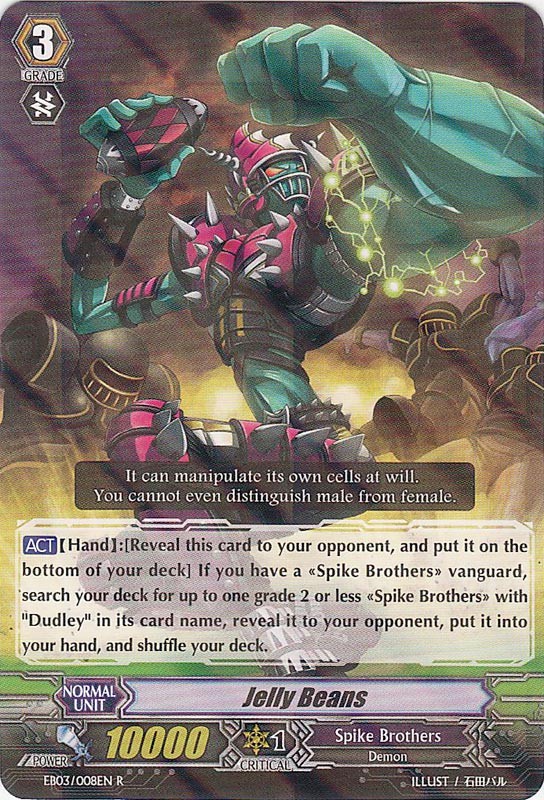 3
GRADE
It can manipulate its own cells at will.
You cannot even distinguish male from female.
ACT【Hand】:[Reveal this card to your opponent, and put it on the
bottom of your deck] If you have a «Spike Brothers» vanguard,
search your deck for up to one grade 2 or less «Spike Brothers» with
"Dudley" in its card name, reveal it to your opponent, put it into
your hand, and shuffle your deck.
NORMAL
UNIT
Jelly Beans
POWER
10000
1
CRITICAL
Spike Brothers
Demon
EB03/008EN R
ILLUST / 石田バル